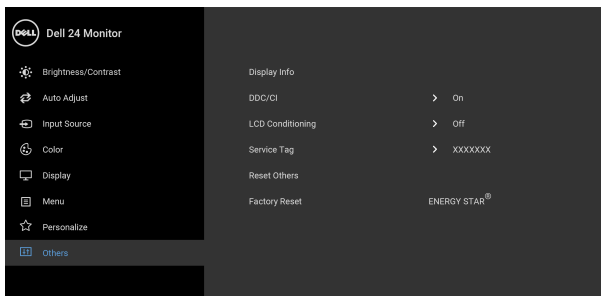 DELL Dell 24 Monitor
Brightness/Contrast Display Info
Auto Adjust DDC/CI > On
Input Source LCD Conditioning > Off
Color Service Tag > XXXXXXX
Display Reset Others
Menu Factory Reset ENERGY STAR®
Personalize
Others